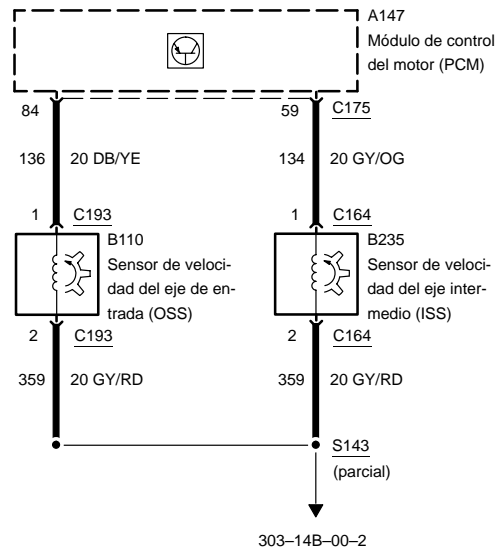 A147
Módulo de control
del motor (PCM)
84
59
C175
136
20 DB/YE
134
20 GY/OG
1
C193
1
C164
B110
Sensor de veloci-
dad del eje de en-
trada (OSS)
B235
Sensor de veloci-
dad del eje inter-
medio (ISS)
2
C193
2
C164
359
20 GY/RD
359
20 GY/RD
S143
(parcial)
303–14B–00–2